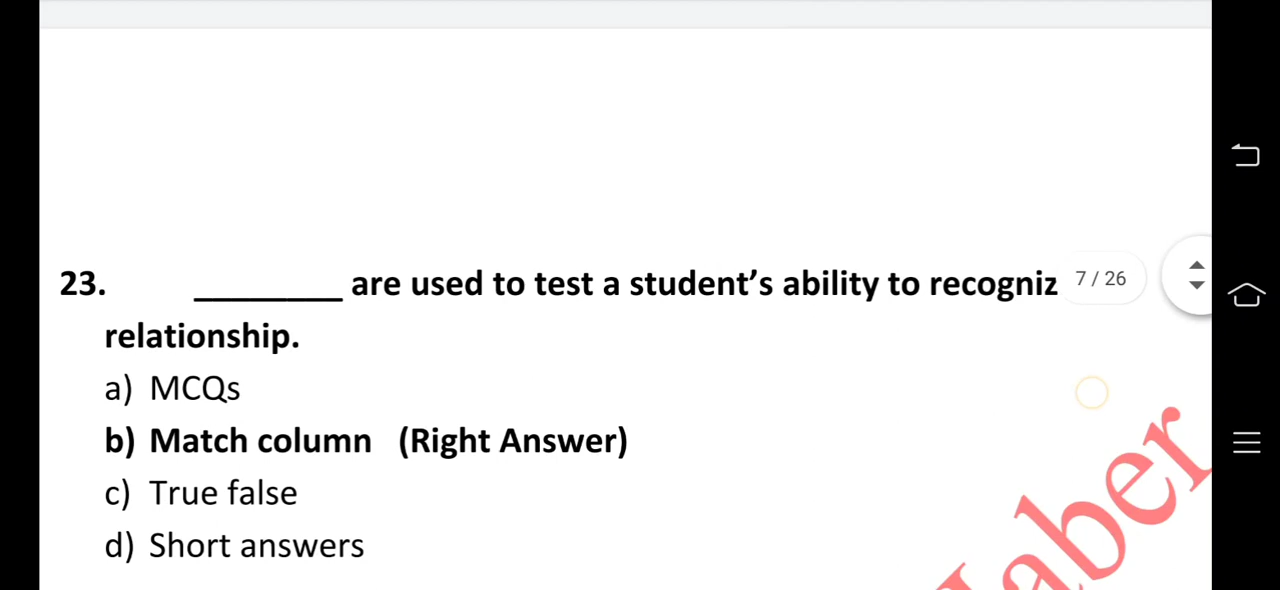 7 / 26
23. ________ are used to test a student’s ability to recogniz
relationship.
a) MCQs
b) Match column (Right Answer)
c) True false
d) Short answers
aber